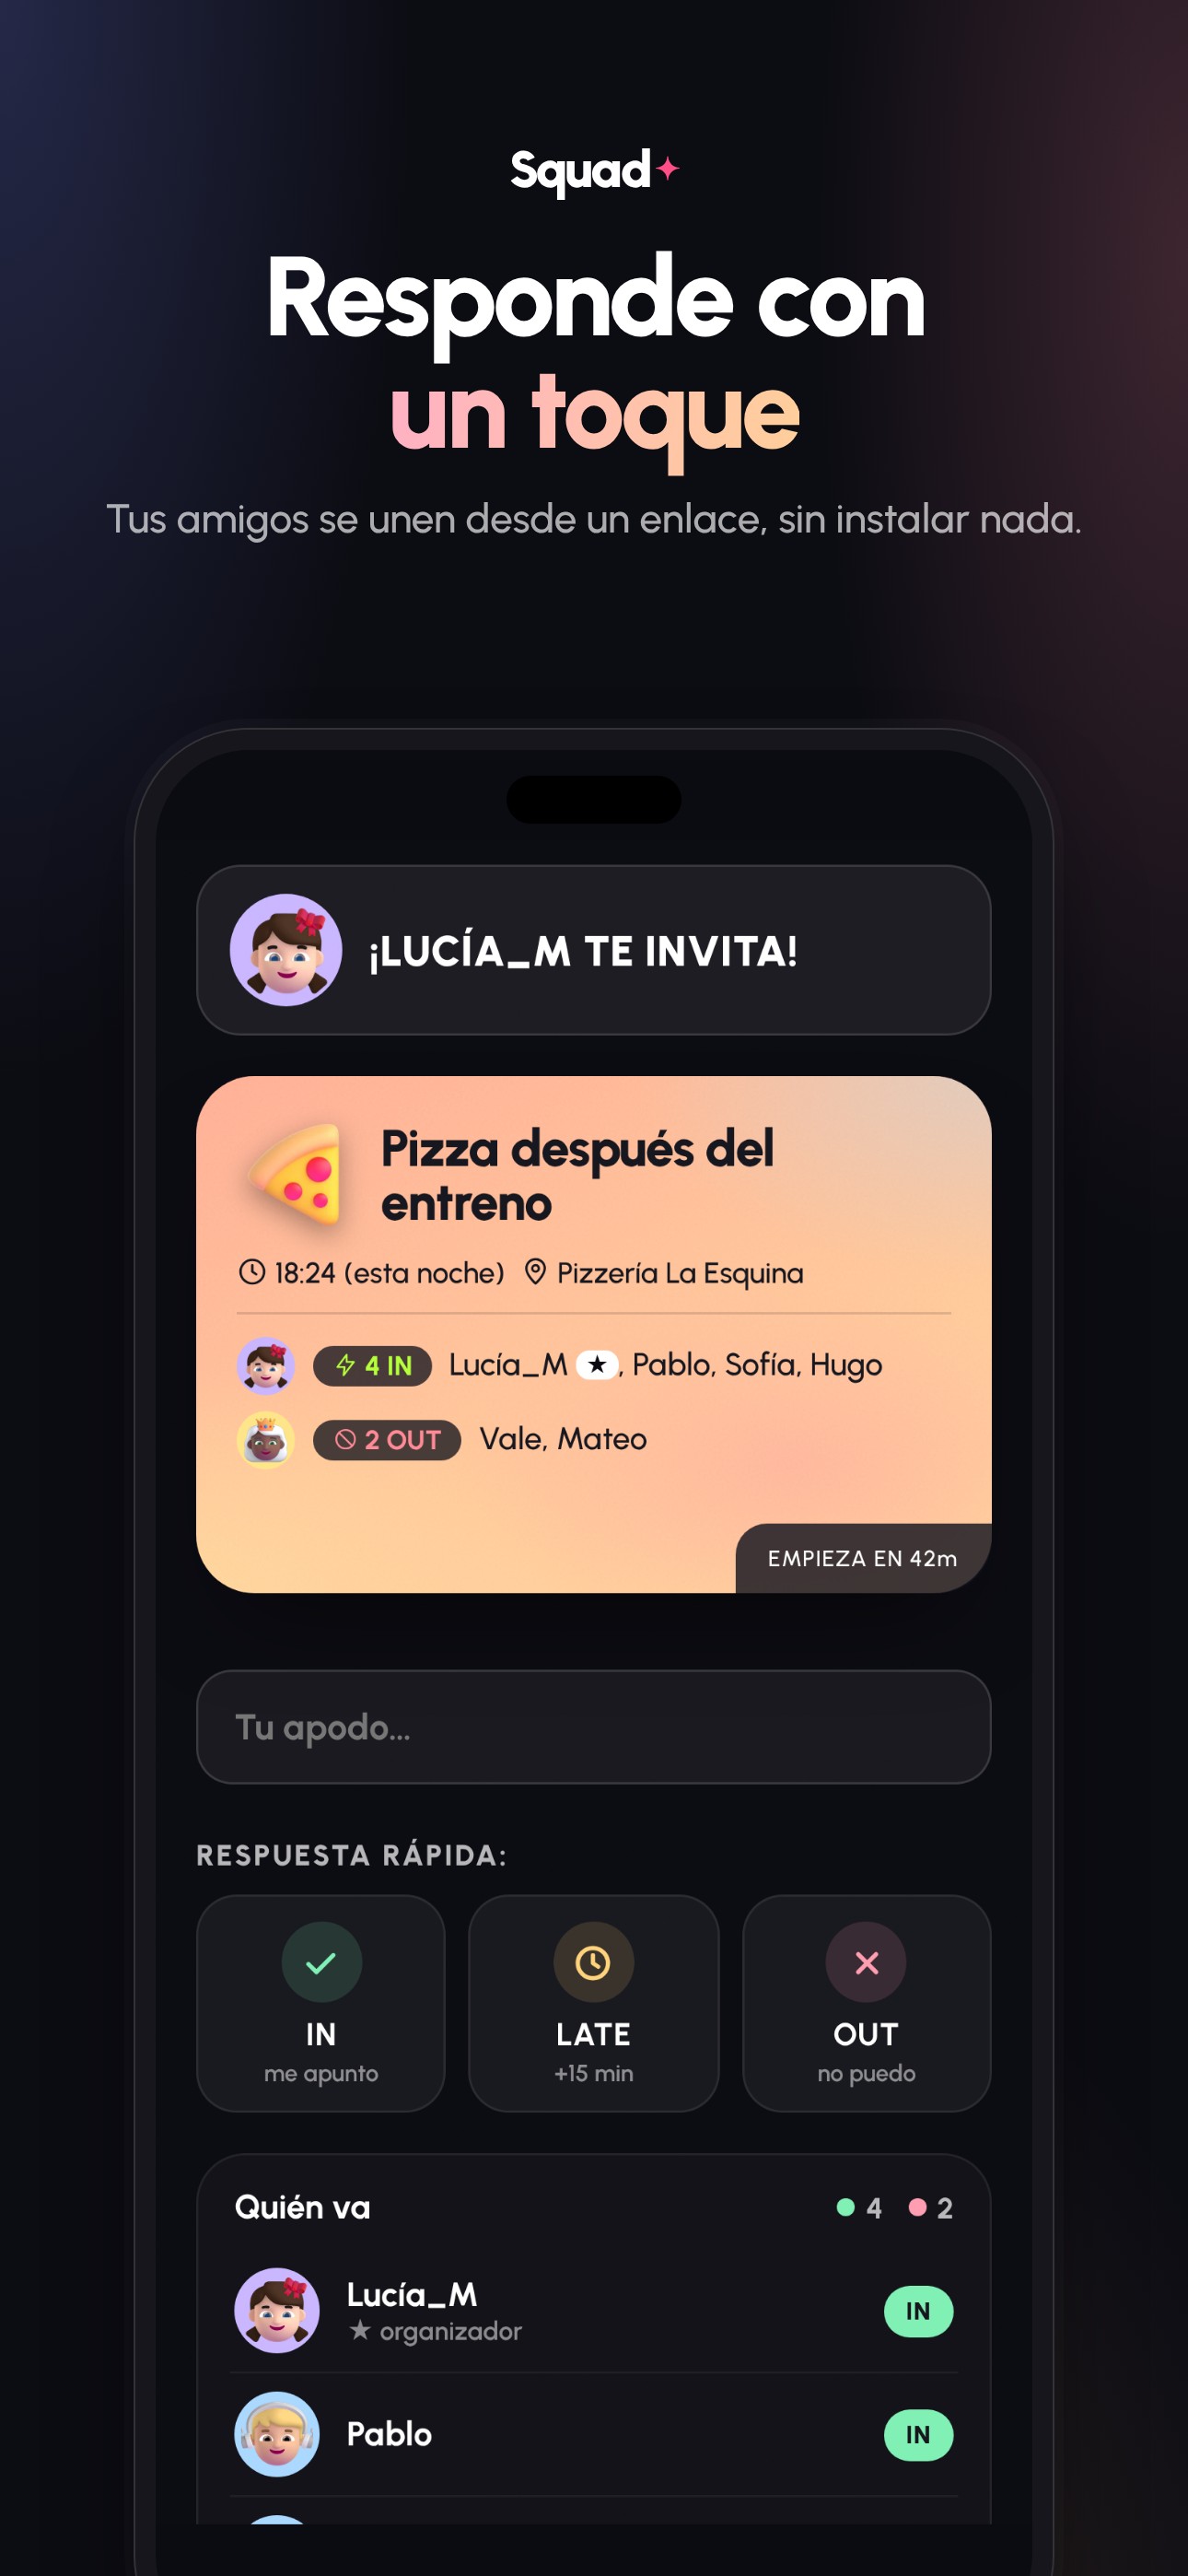 Squad
Responde con
un toque
Tus amigos se unen desde un enlace, sin instalar nada.
¡LUCÍA_M TE INVITA!
Pizza después del
entreno
18:24 (esta noche) Pizzería La Esquina
4 IN Lucía_M ★, Pablo, Sofía, Hugo
2 OUT Vale, Mateo
EMPIEZA EN 42m
Tu apodo...
RESPUESTA RÁPIDA:
IN LATE OUT
me apunto +15 min no puedo
Quién va 4 2
Lucía_M
★ organizador
IN
Pablo IN